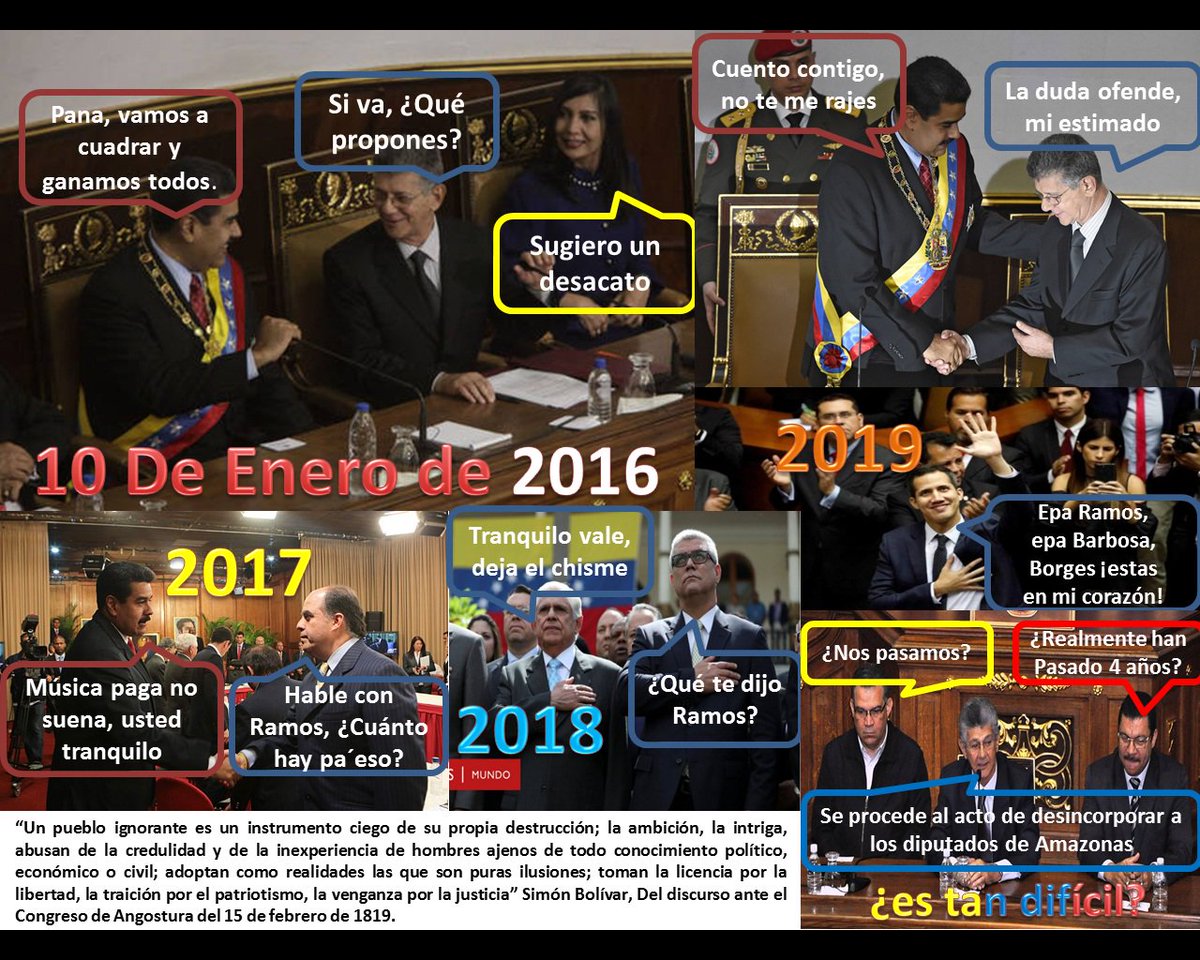 Pana, vamos a
cuadrar y
ganamos todos.
Si va, ¿Qué
propones?
Sugiero un
desacato
Cuento contigo,
no te me rajes
La duda ofende,
mi estimado
10 De Enero de 2016
2019
Epa Ramos,
epa Barbosa,
Borges ¡estas
en mi corazón!
2017
Música paga no
suena, usted
tranquilo
Hable con
Ramos, ¿Cuánto
hay pa´eso?
Tranquilo vale,
deja el chisme
¿Qué te dijo
Ramos?
2018
S | MUNDO
¿Nos pasamos?
¿Realmente han
Pasado 4 años?
Se procede al acto de desincorporar a
los diputados de Amazonas
¿es tan difícil?
“Un pueblo ignorante es un instrumento ciego de su propia destrucción; la ambición, la intriga,
abusan de la credulidad y de la inexperiencia de hombres ajenos de todo conocimiento político,
económico o civil; adoptan como realidades las que son puras ilusiones; toman la licencia por la
libertad, la traición por el patriotismo, la venganza por la justicia” Simón Bolívar, Del discurso ante el
Congreso de Angostura del 15 de febrero de 1819.